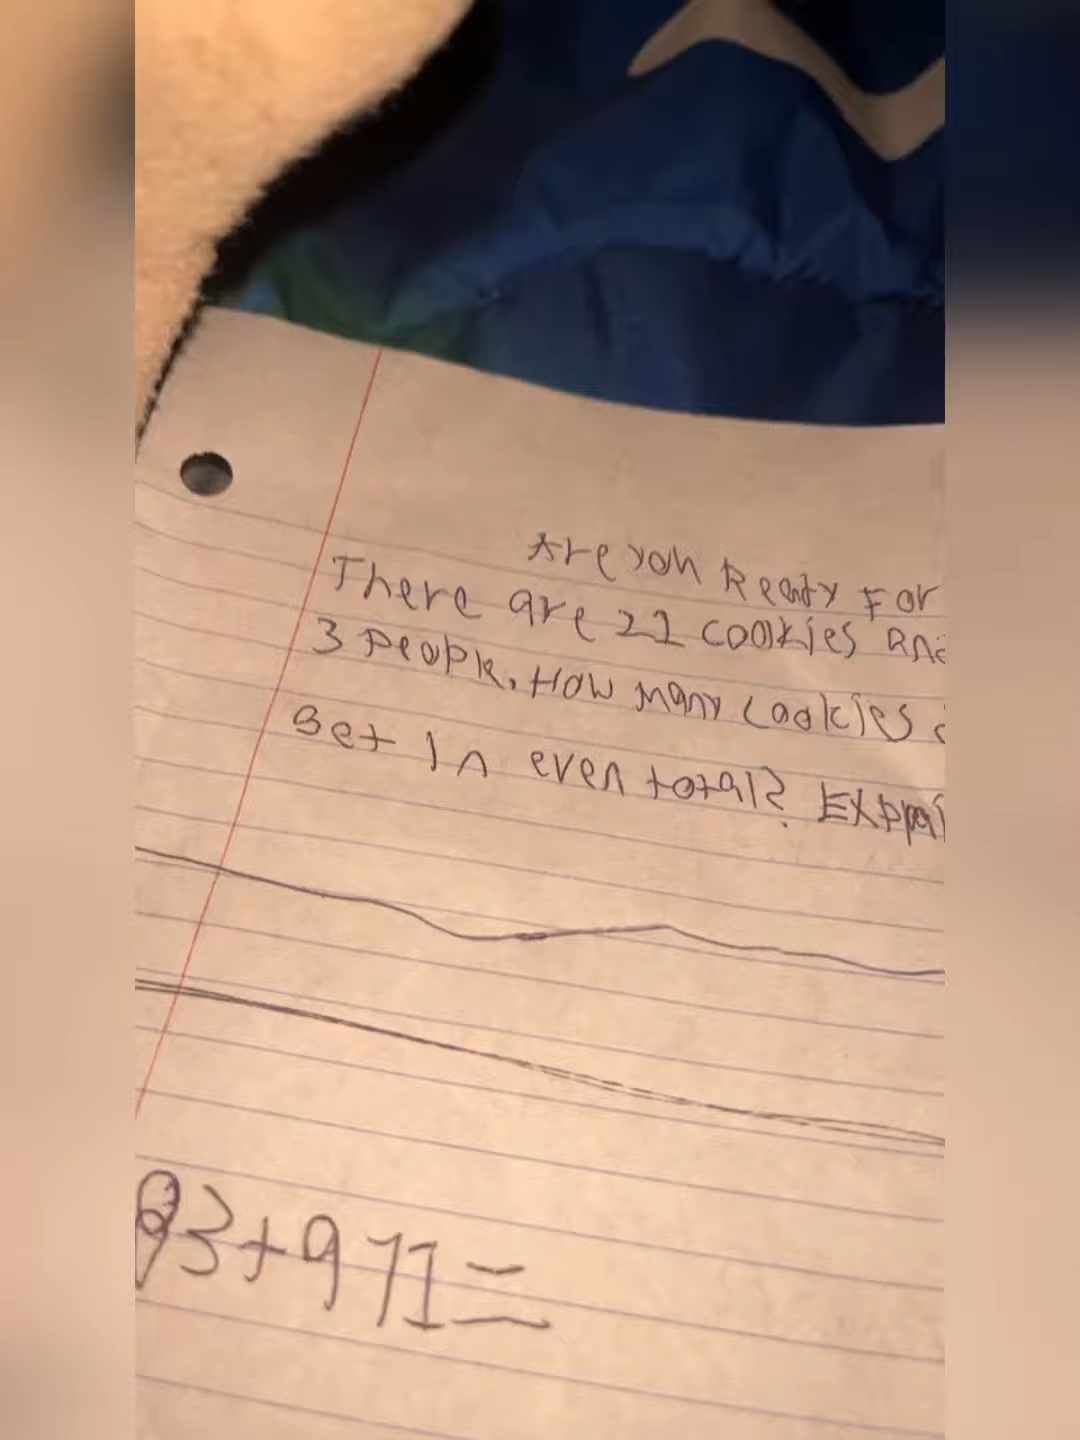 Are you Ready For
There are 21 cookies and
3 people. How many cookies
Get In even total? Exppai
93+971=